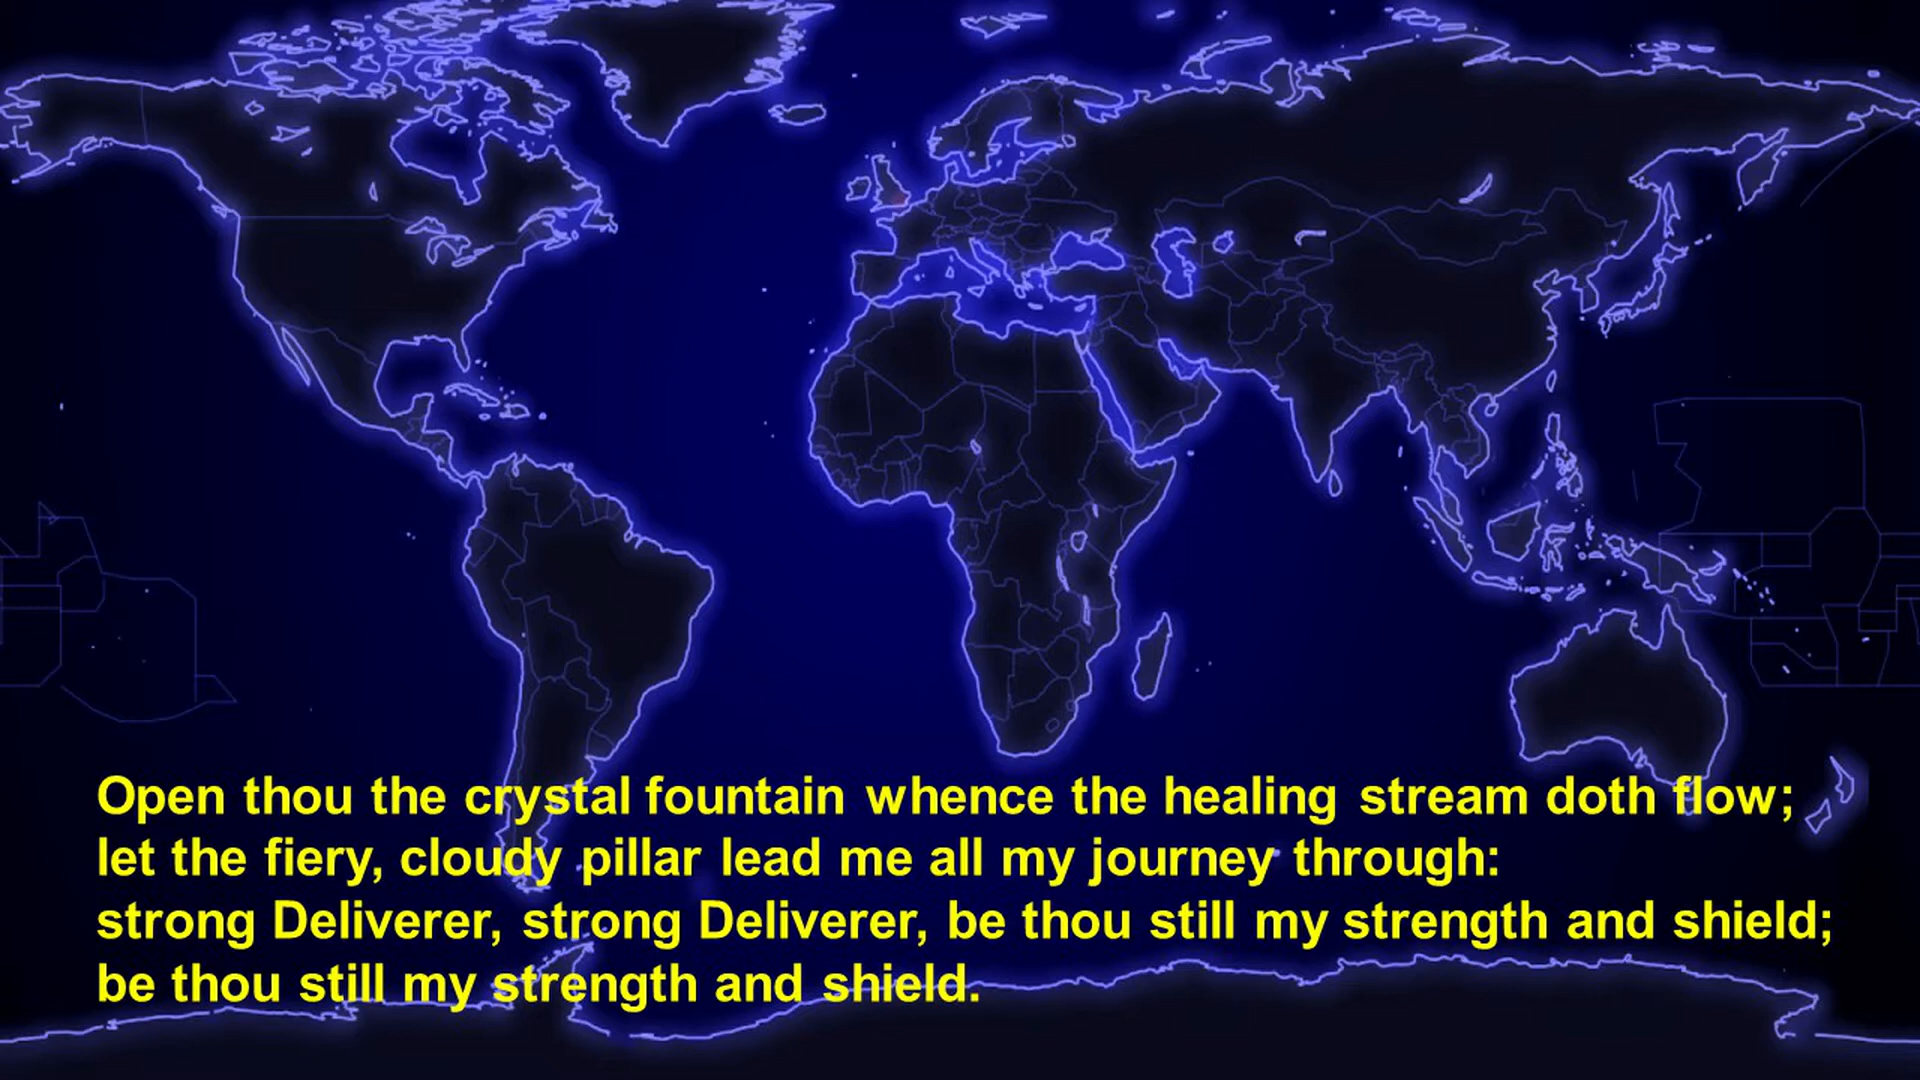 Open thou the crystal fountain whence the healing stream doth flow;
let the fiery, cloudy pillar lead me all my journey through:
strong Deliverer, strong Deliverer, be thou still my strength and shield;
be thou still my strength and shield.